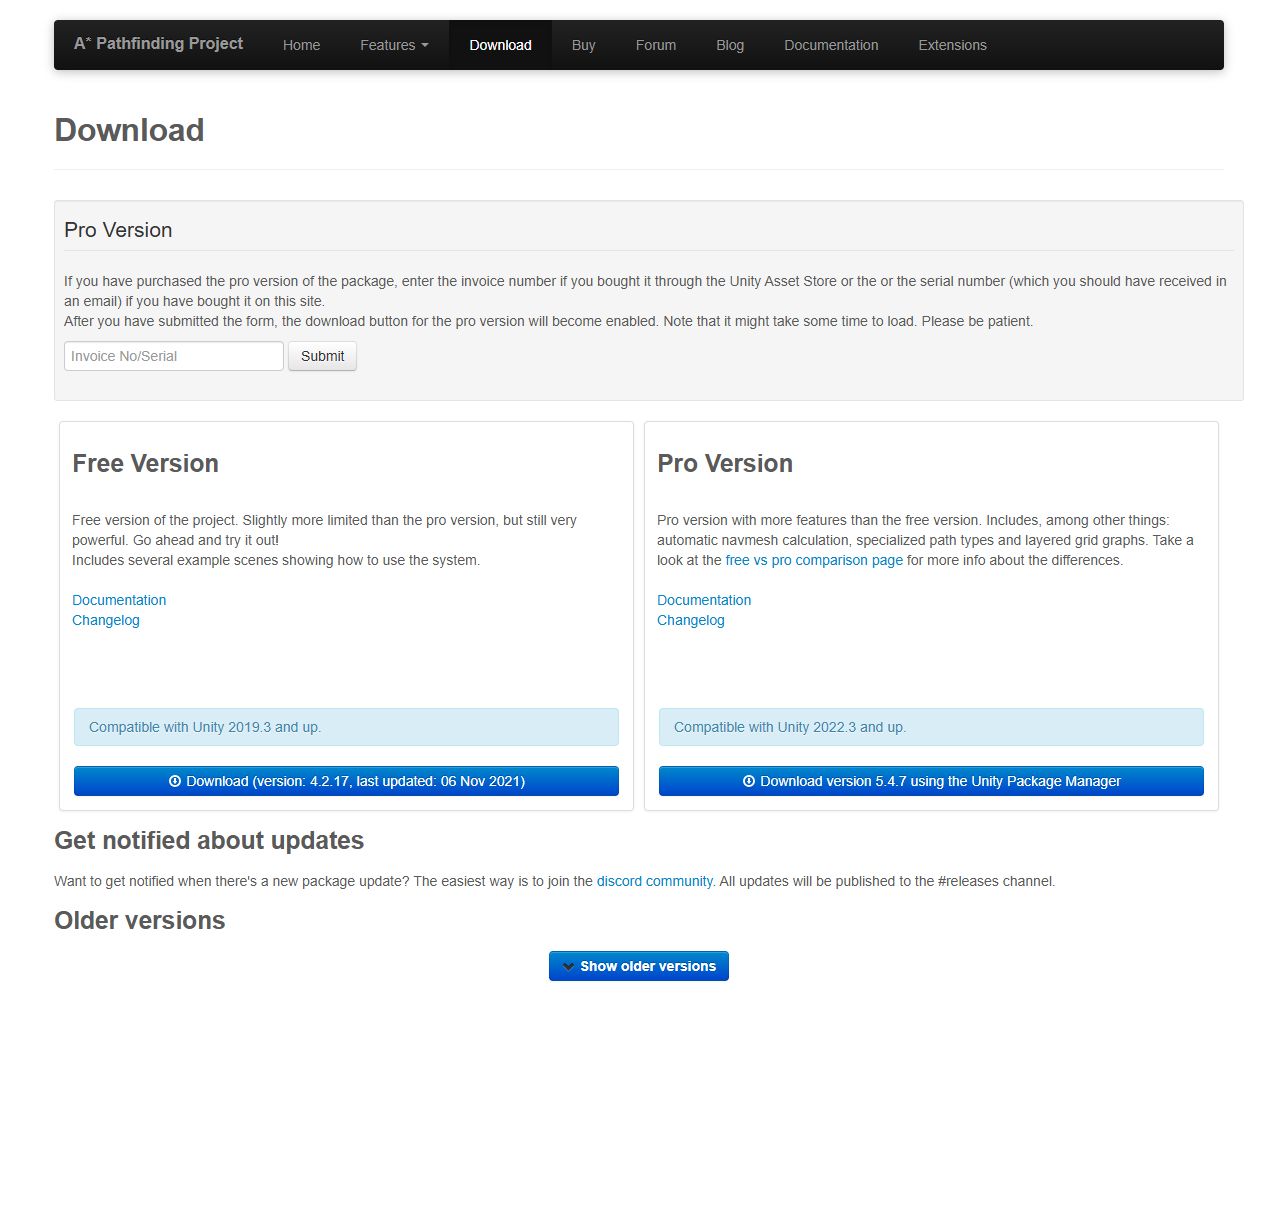 A* Pathfinding Project Home Features Download Buy Forum Blog Documentation Extensions
Download
Pro Version
If you have purchased the pro version of the package, enter the invoice number if you bought it through the Unity Asset Store or the or the serial number (which you should have received in
an email) if you have bought it on this site.
After you have submitted the form, the download button for the pro version will become enabled. Note that it might take some time to load. Please be patient.
Invoice No/Serial Submit
Free Version
Free version of the project. Slightly more limited than the pro version, but still very
powerful. Go ahead and try it out!
Includes several example scenes showing how to use the system.
Documentation
Changelog
Compatible with Unity 2019.3 and up.
Download (version: 4.2.17, last updated: 06 Nov 2021)
Pro Version
Pro version with more features than the free version. Includes, among other things:
automatic navmesh calculation, specialized path types and layered grid graphs. Take a
look at the free vs pro comparison page for more info about the differences.
Documentation
Changelog
Compatible with Unity 2022.3 and up.
Download version 5.4.7 using the Unity Package Manager
Get notified about updates
Want to get notified when there's a new package update? The easiest way is to join the discord community. All updates will be published to the #releases channel.
Older versions
Show older versions